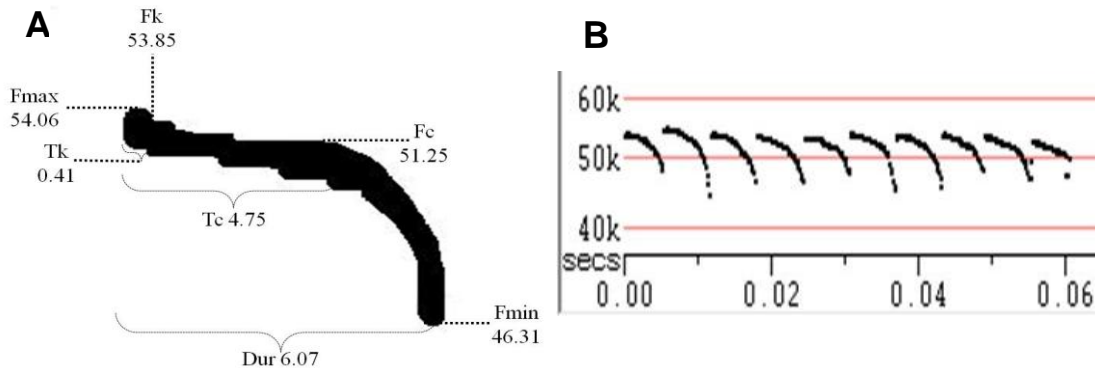 A
Fk
53.85
Fmax
54.06
Fc
51.25
Tk
0.41
Tc 4.75
Fmin
46.31
Dur 6.07
B
60k
50k
40k
secs
0.00 0.02 0.04 0.06